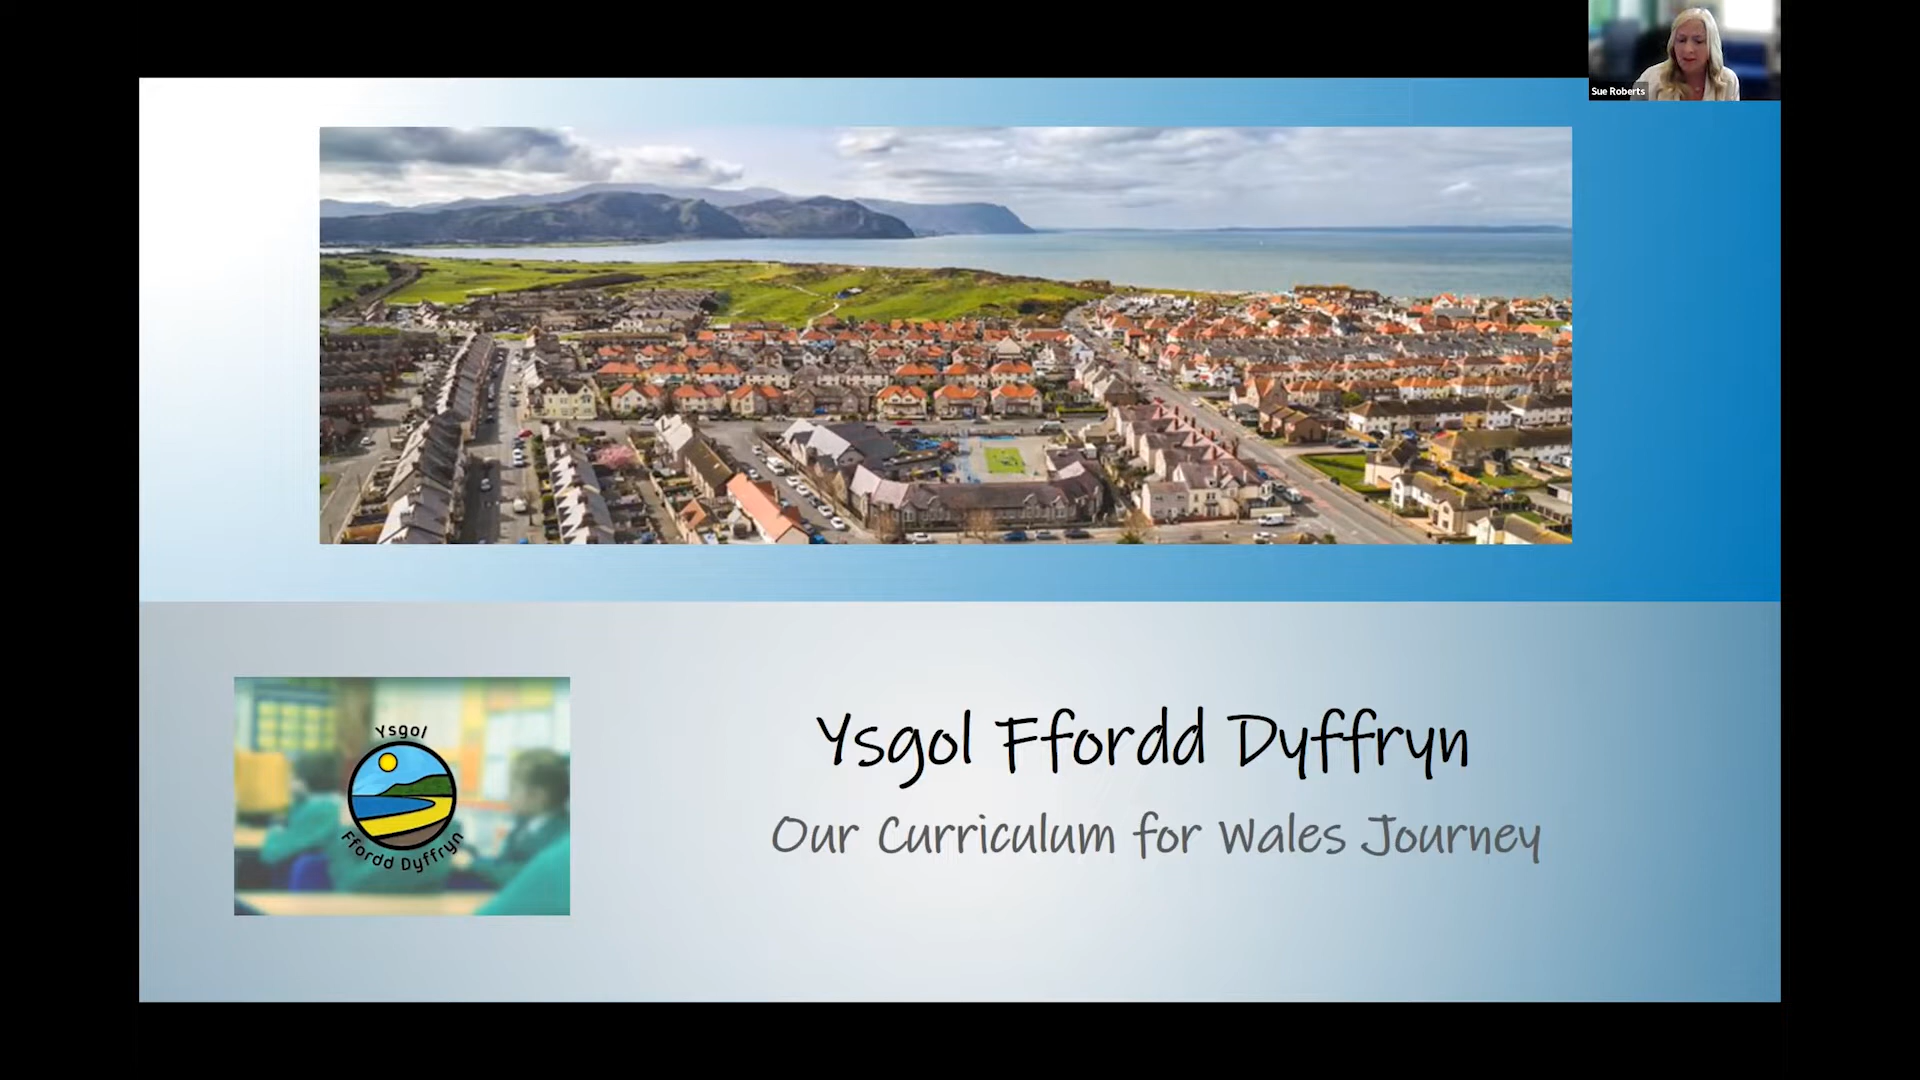 Sue Roberts
Ysgol
Ffordd Dyffryn
Ysgol Ffordd Dyffryn
Our Curriculum for Wales Journey